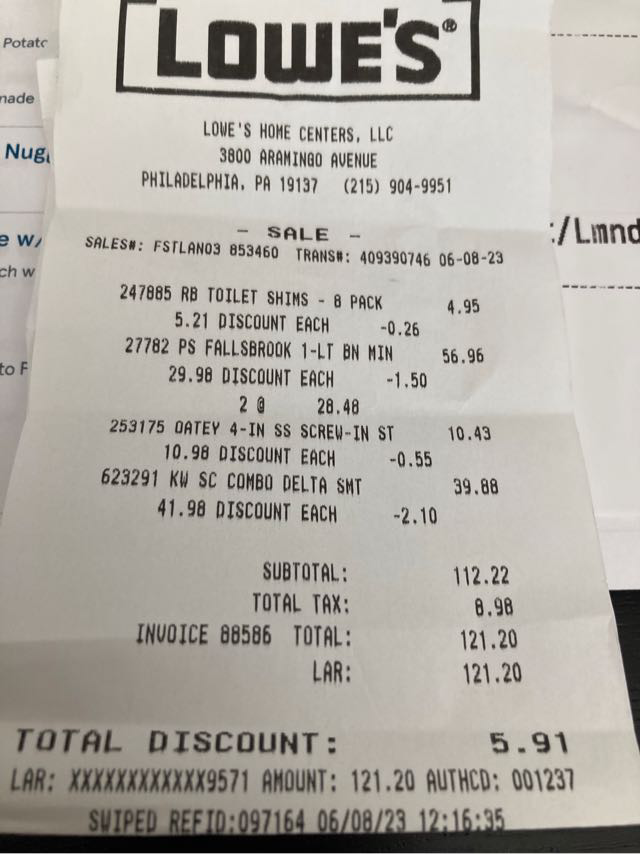 LOWE'S®
LOWE'S HOME CENTERS, LLC
3800 ARAMINGO AVENUE
PHILADELPHIA, PA 19137 (215) 904-9951
- SALE -
SALES#: FSTLAN03 853460 TRANS#: 409390746 06-08-23
247885 RB TOILET SHIMS - 8 PACK 4.95
5.21 DISCOUNT EACH -0.26
27782 PS FALLSBROOK 1-LT BN MIN 56.96
29.98 DISCOUNT EACH -1.50
2 @ 28.48
253175 OATEY 4-IN SS SCREW-IN ST 10.43
10.98 DISCOUNT EACH -0.55
623291 KW SC COMBO DELTA SMT 39.88
41.98 DISCOUNT EACH -2.10
SUBTOTAL: 112.22
TOTAL TAX: 8.98
INVOICE 88586 TOTAL: 121.20
LAR: 121.20
TOTAL DISCOUNT: 5.91
LAR: XXXXXXXXXXXX9571 AMOUNT: 121.20 AUTHCD: 001237
SWIPED REFID:097164 06/08/23 12:16:35